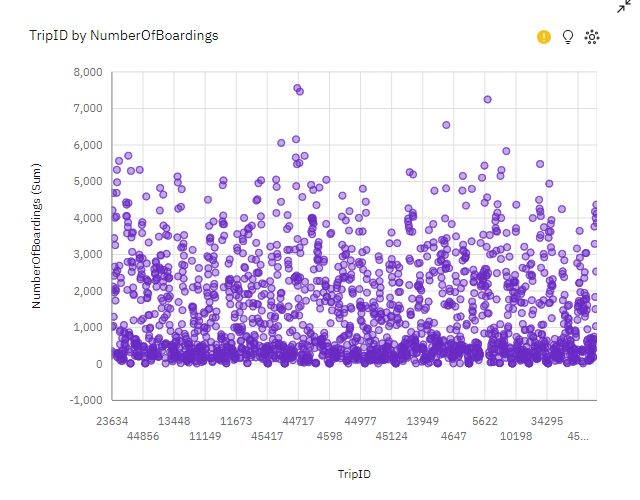 TripID by NumberOfBoardings
!
NumberOfBoardings (Sum)
8,000
7,000
6,000
5,000
4,000
3,000
2,000
1,000
0
-1,000
23634 13448 11673 44717 44977 13949 5622 34295
44856 11149 45417 4598 45124 4647 10198 45...
TripID